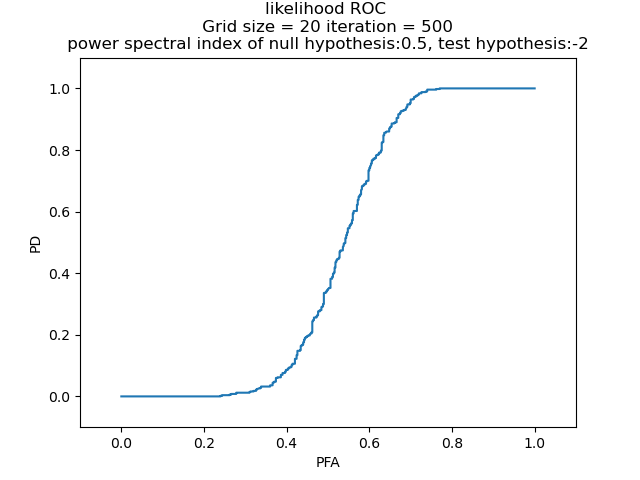 likelihood ROC
Grid size = 20 iteration = 500
power spectral index of null hypothesis:0.5, test hypothesis:-2
1.0
0.8
0.6
0.4
0.2
0.0
PD
0.0 0.2 0.4 0.6 0.8 1.0
PFA